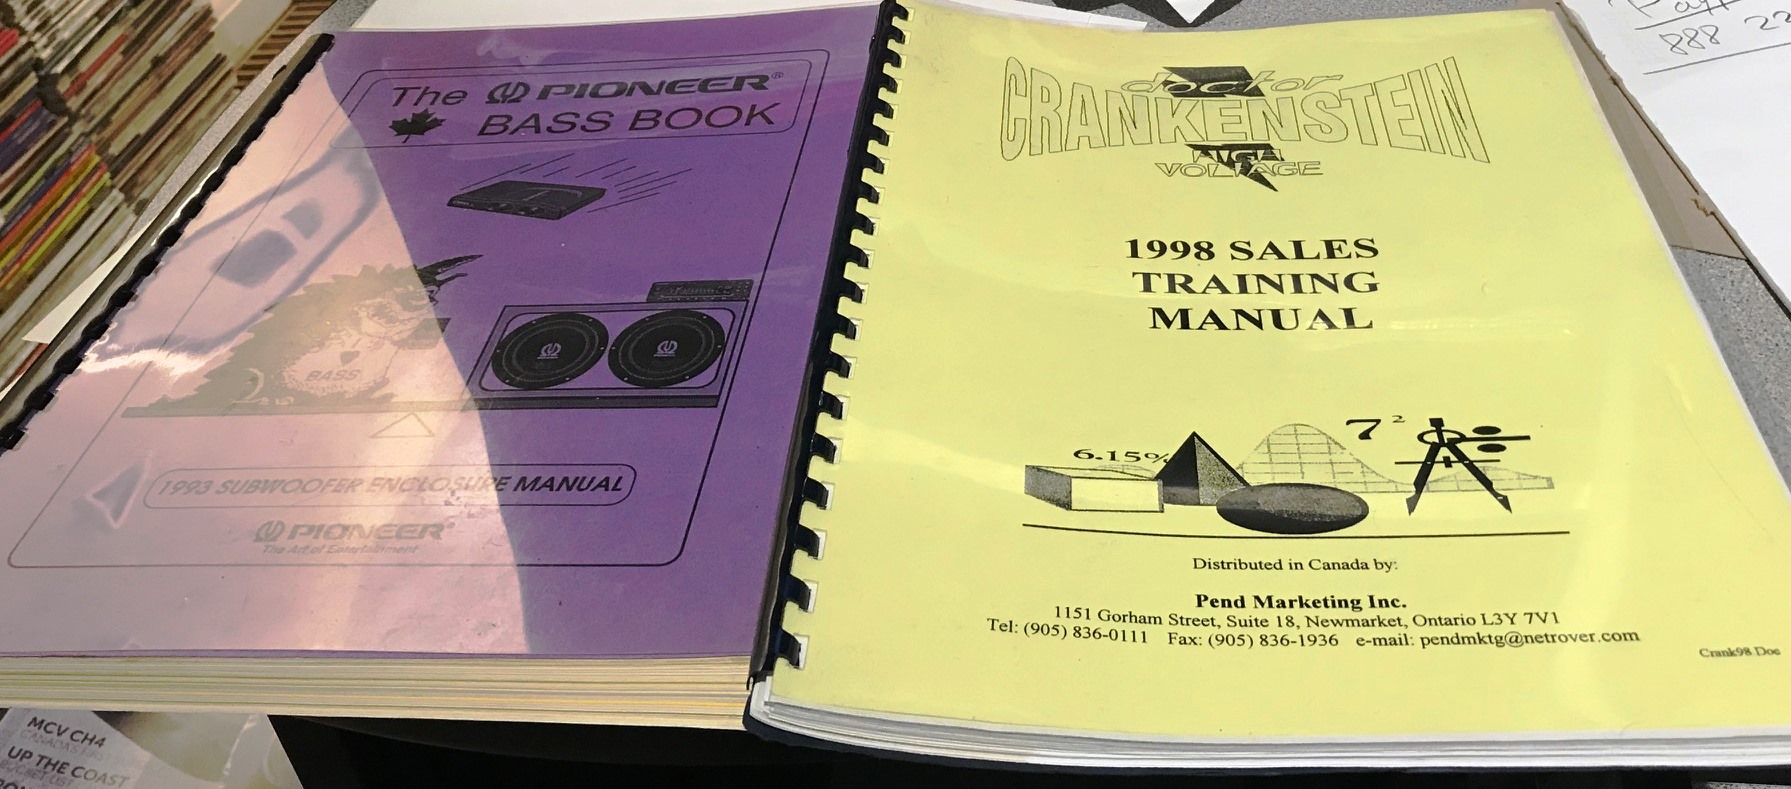 The PIONEER®
BASS BOOK
BASS
1993 SUBWOOFER ENCLOSURE MANUAL
PIONEER®
The Art of Entertainment
doctor
CRANKENSTEIN
HIGH
VOLTAGE
1998 SALES
TRAINING
MANUAL
6.15%
7²
Distributed in Canada by:
Pend Marketing Inc.
1151 Gorham Street, Suite 18, Newmarket, Ontario L3Y 7V1
Tel: (905) 836-0111 Fax: (905) 836-1936 e-mail: pendmktg@netrover.com
Crank98.Doc
888
MCV CH4
UP THE COAST